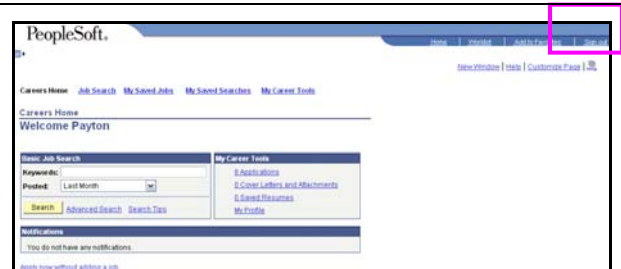 PeopleSoft.
Home | Worklist | Add to Favorites | Sign out
New Window | Help | Customize Page |
Careers Home Job Search My Saved Jobs My Saved Searches My Career Tools
Careers Home
Welcome Payton
Basic Job Search
Keywords:
Posted: Last Month
Search Advanced Search Search Tips
My Career Tools
0 Applications
0 Cover Letters and Attachments
0 Saved Resumes
My Profile
Notifications
You do not have any notifications.
Apply now without adding a job